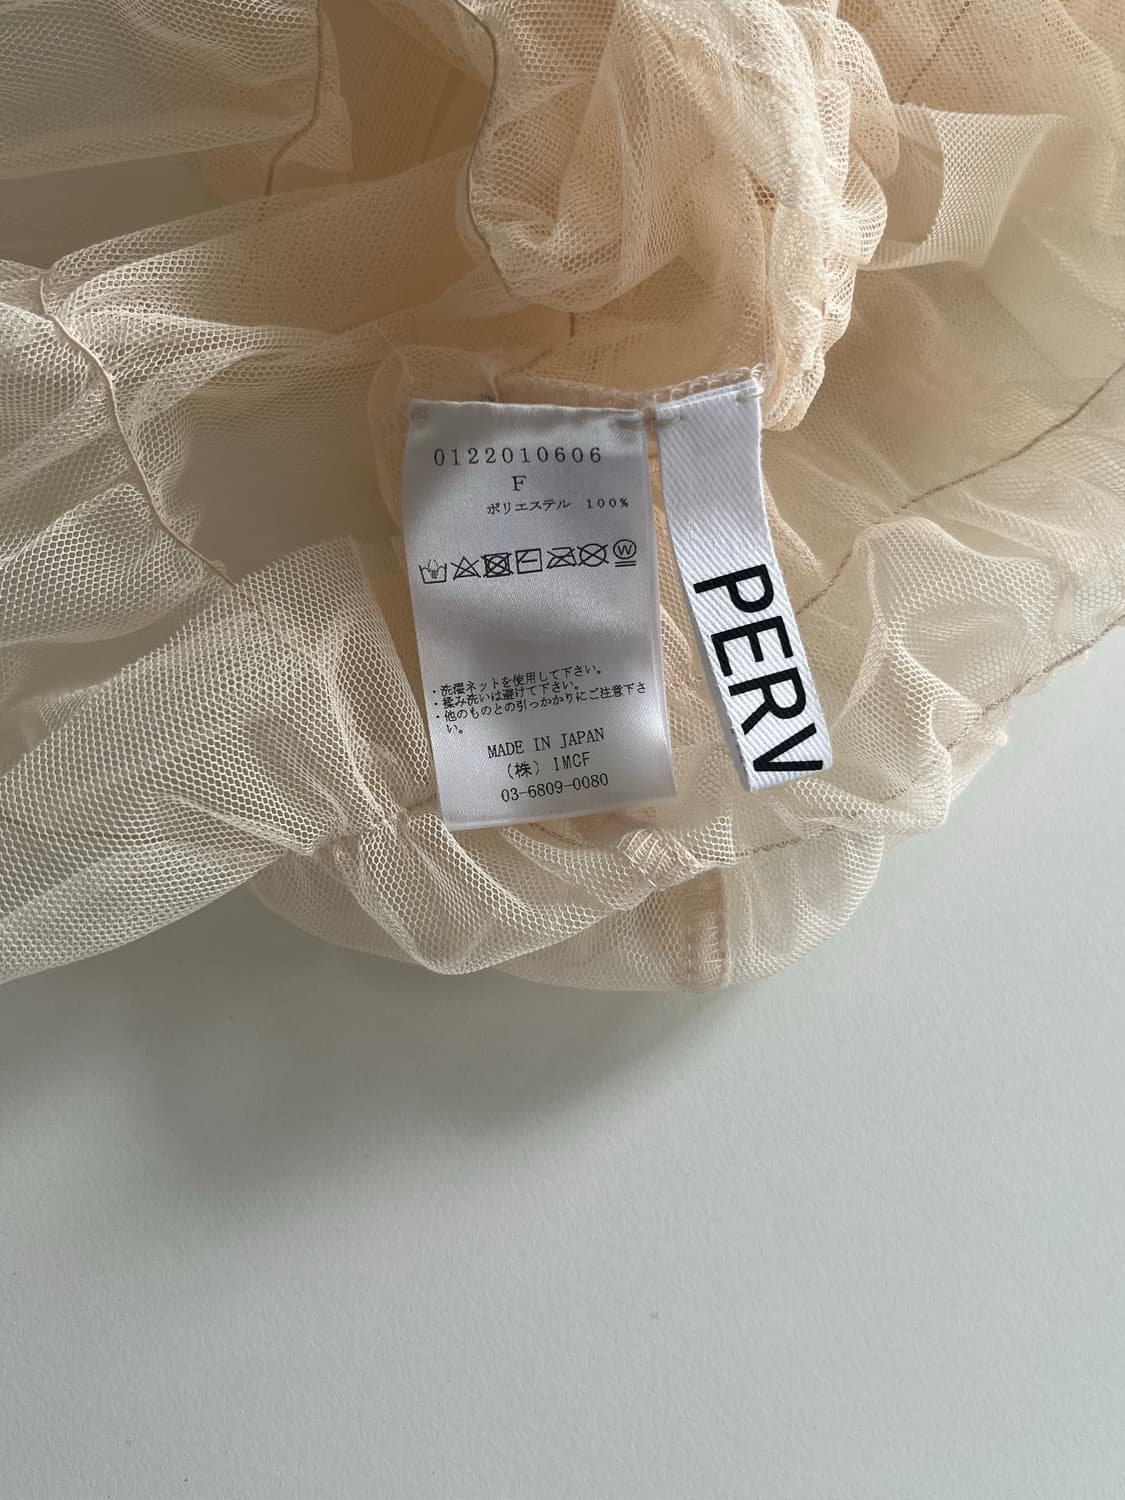 0122010606
F
ポリエステル 100%
W
・洗濯ネットを使用して下さい。
・揉み洗いは避けて下さい。
・他のものとの引っかかりにご注意下さ
い。
MADE IN JAPAN
(株) IMCF
03-6809-0080
PERV